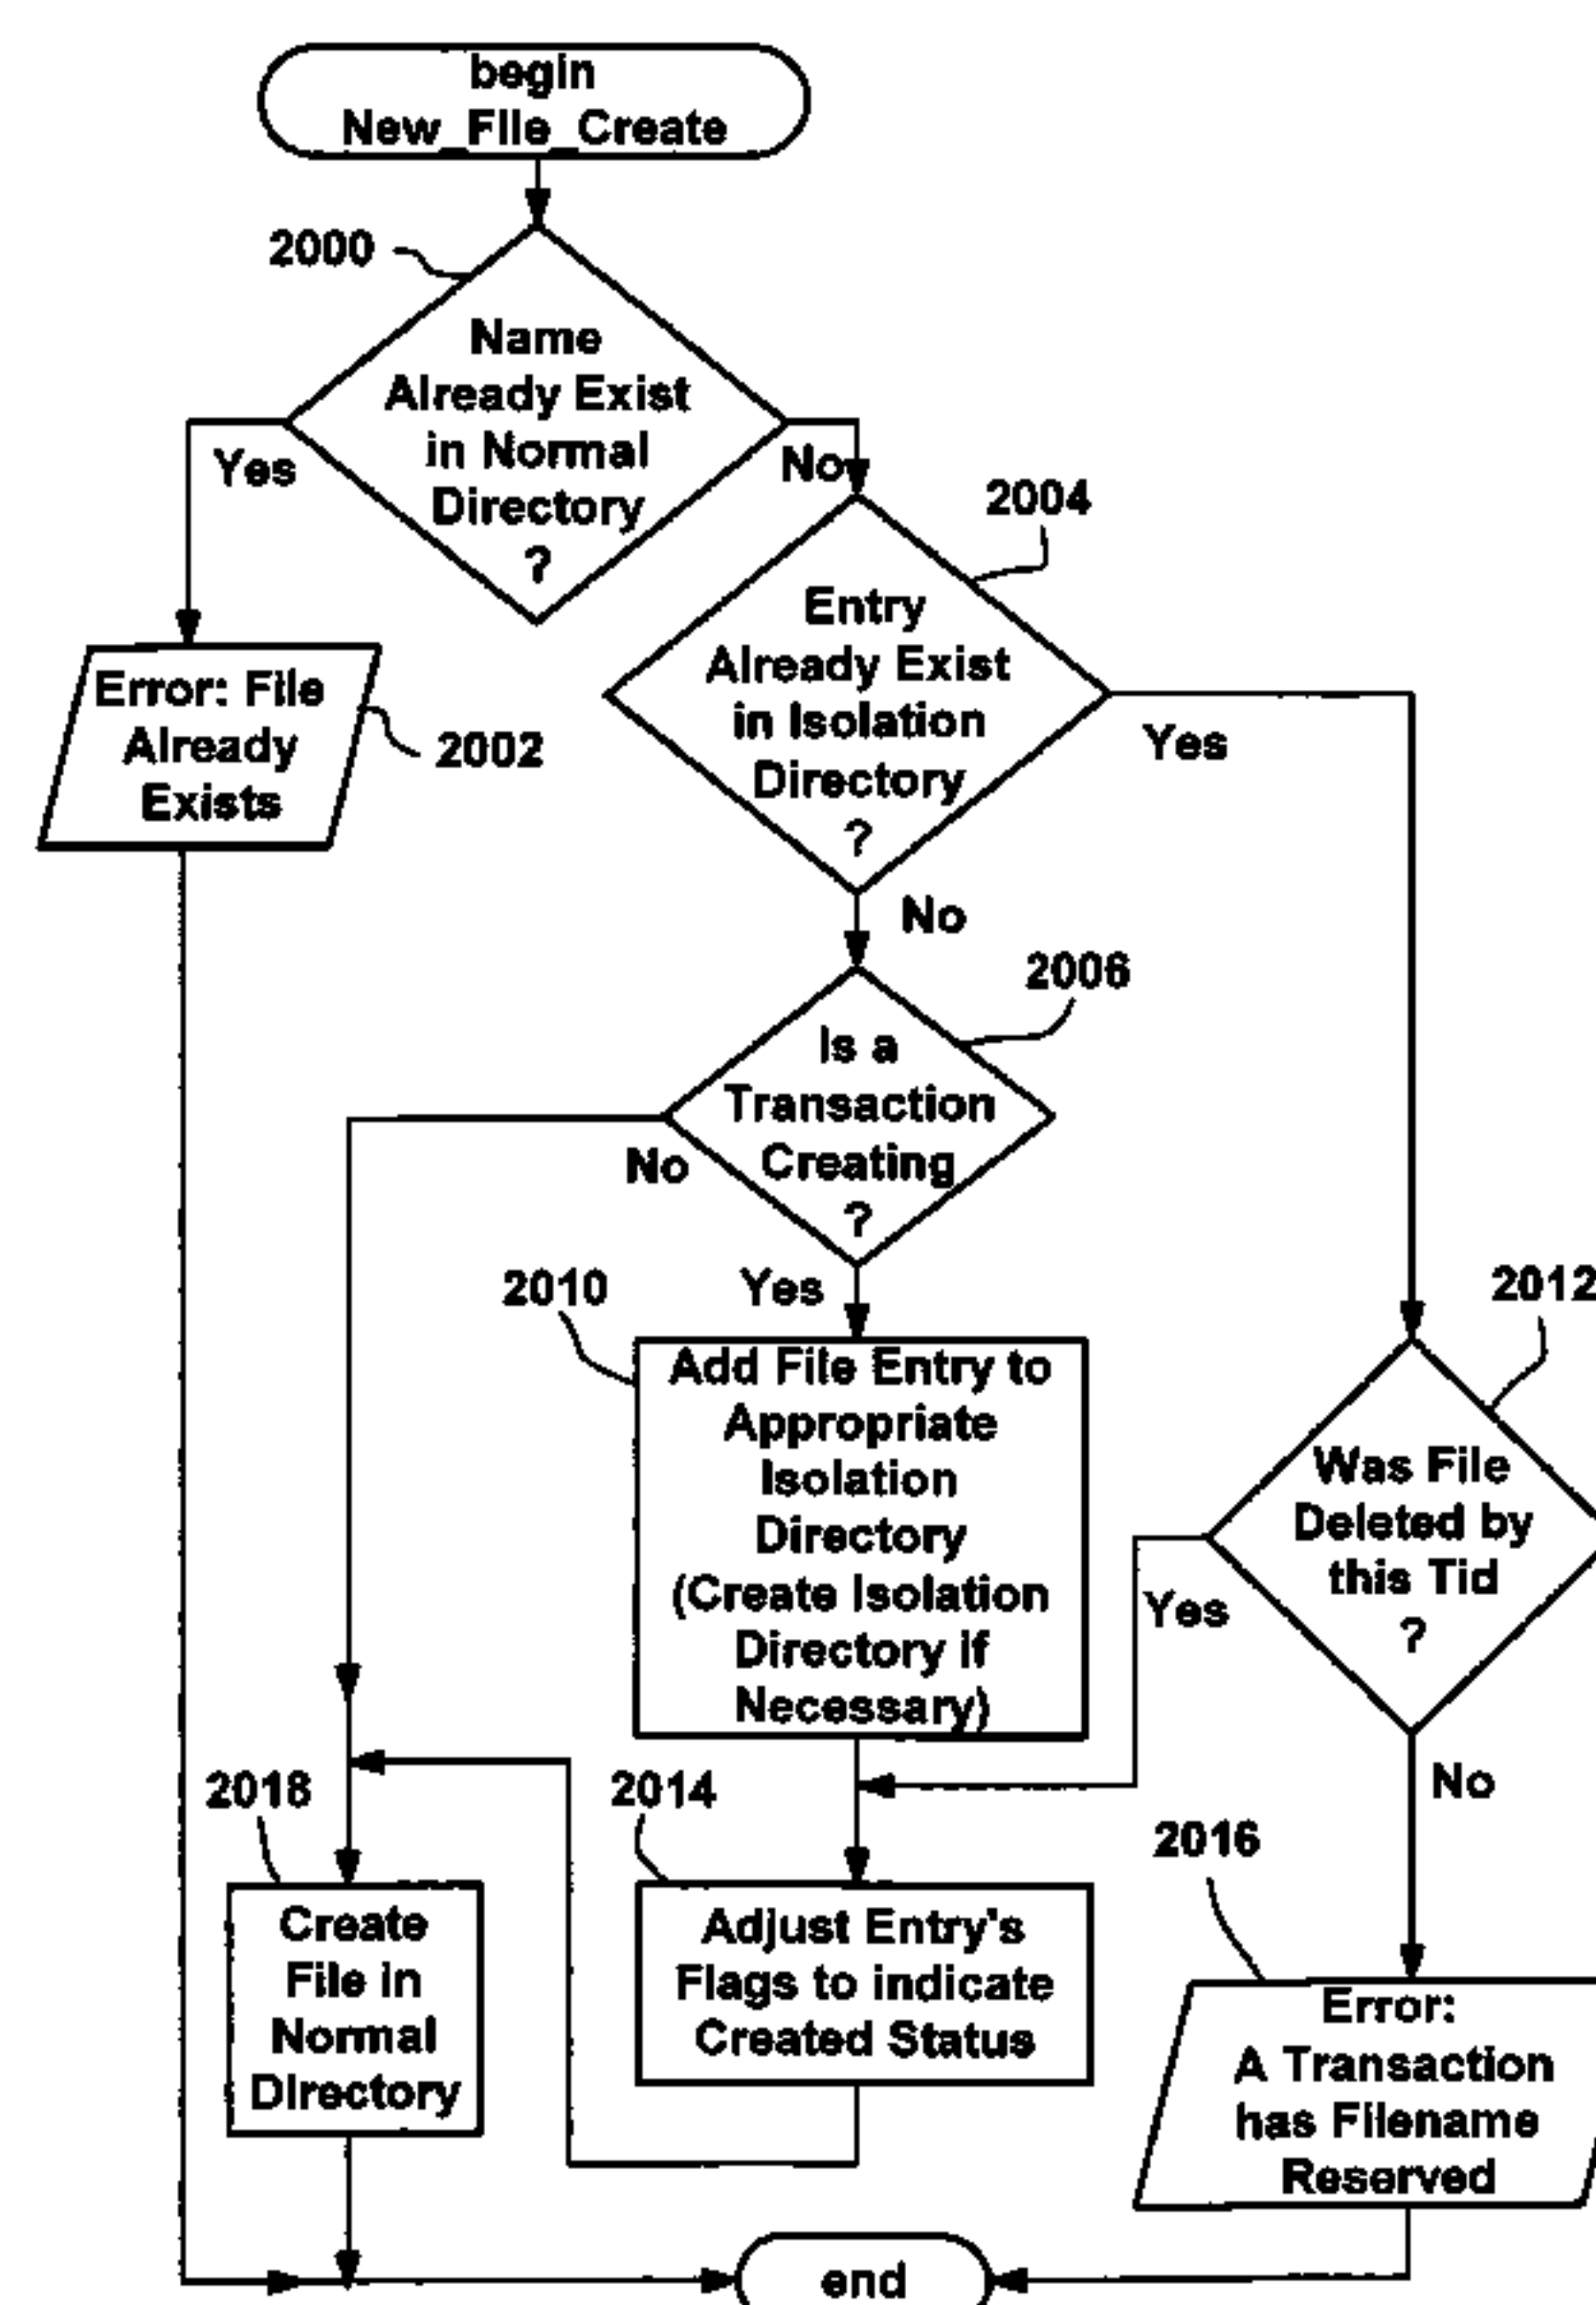 begin
New_File_Create
2000
Name
Already Exist
in Normal
Directory
?
Yes
No
2004
Entry
Already Exist
in Isolation
Directory
?
Yes
Error: File
Already
Exists
2002
No
2006
Is a
Transaction
Creating
?
No
Yes
2010
Add File Entry to
Appropriate
Isolation
Directory
(Create Isolation
Directory if
Necessary)
2012
Was File
Deleted by
this Tid
?
Yes
No
2018
Create
File in
Normal
Directory
2014
Adjust Entry's
Flags to indicate
Created Status
2016
Error:
A Transaction
has Filename
Reserved
end